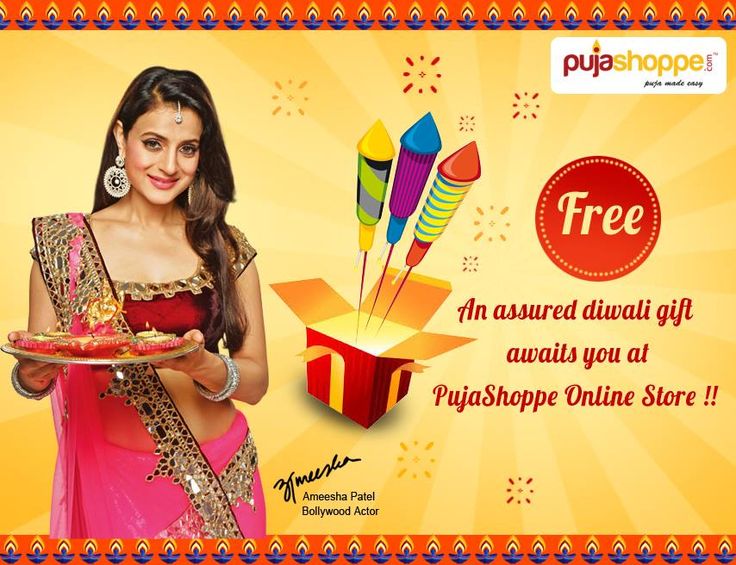 pujashoppe.com
puja made easy
Free
An assured diwali gift
awaits you at
PujaShoppe Online Store !!
अmeesha
Ameesha Patel
Bollywood Actor